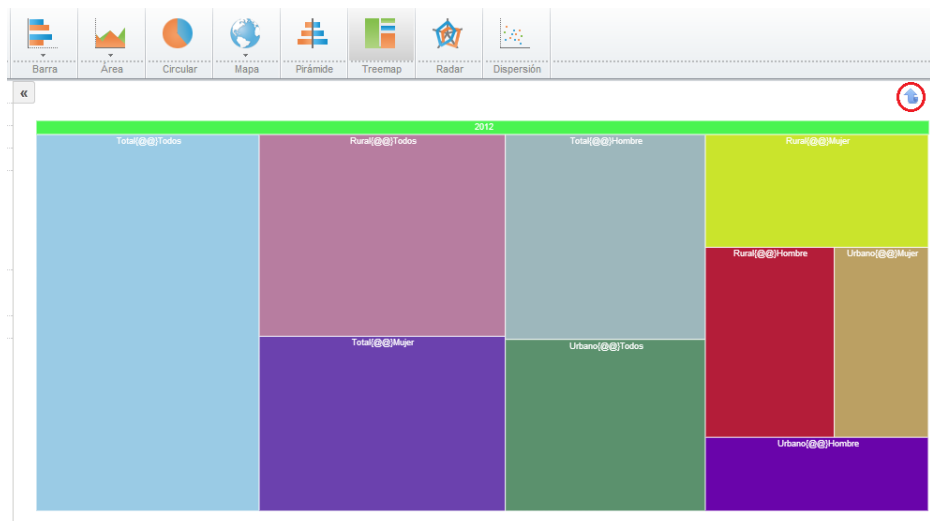 Barra Área Circular Mapa Pirámide Treemap Radar Dispersión
«
2012
Total{@@}Todos Rural{@@}Todos Total{@@}Hombre Rural{@@}Mujer
Rural{@@}Hombre Urbano{@@}Mujer
Total{@@}Mujer Urbano{@@}Todos
Urbano{@@}Hombre